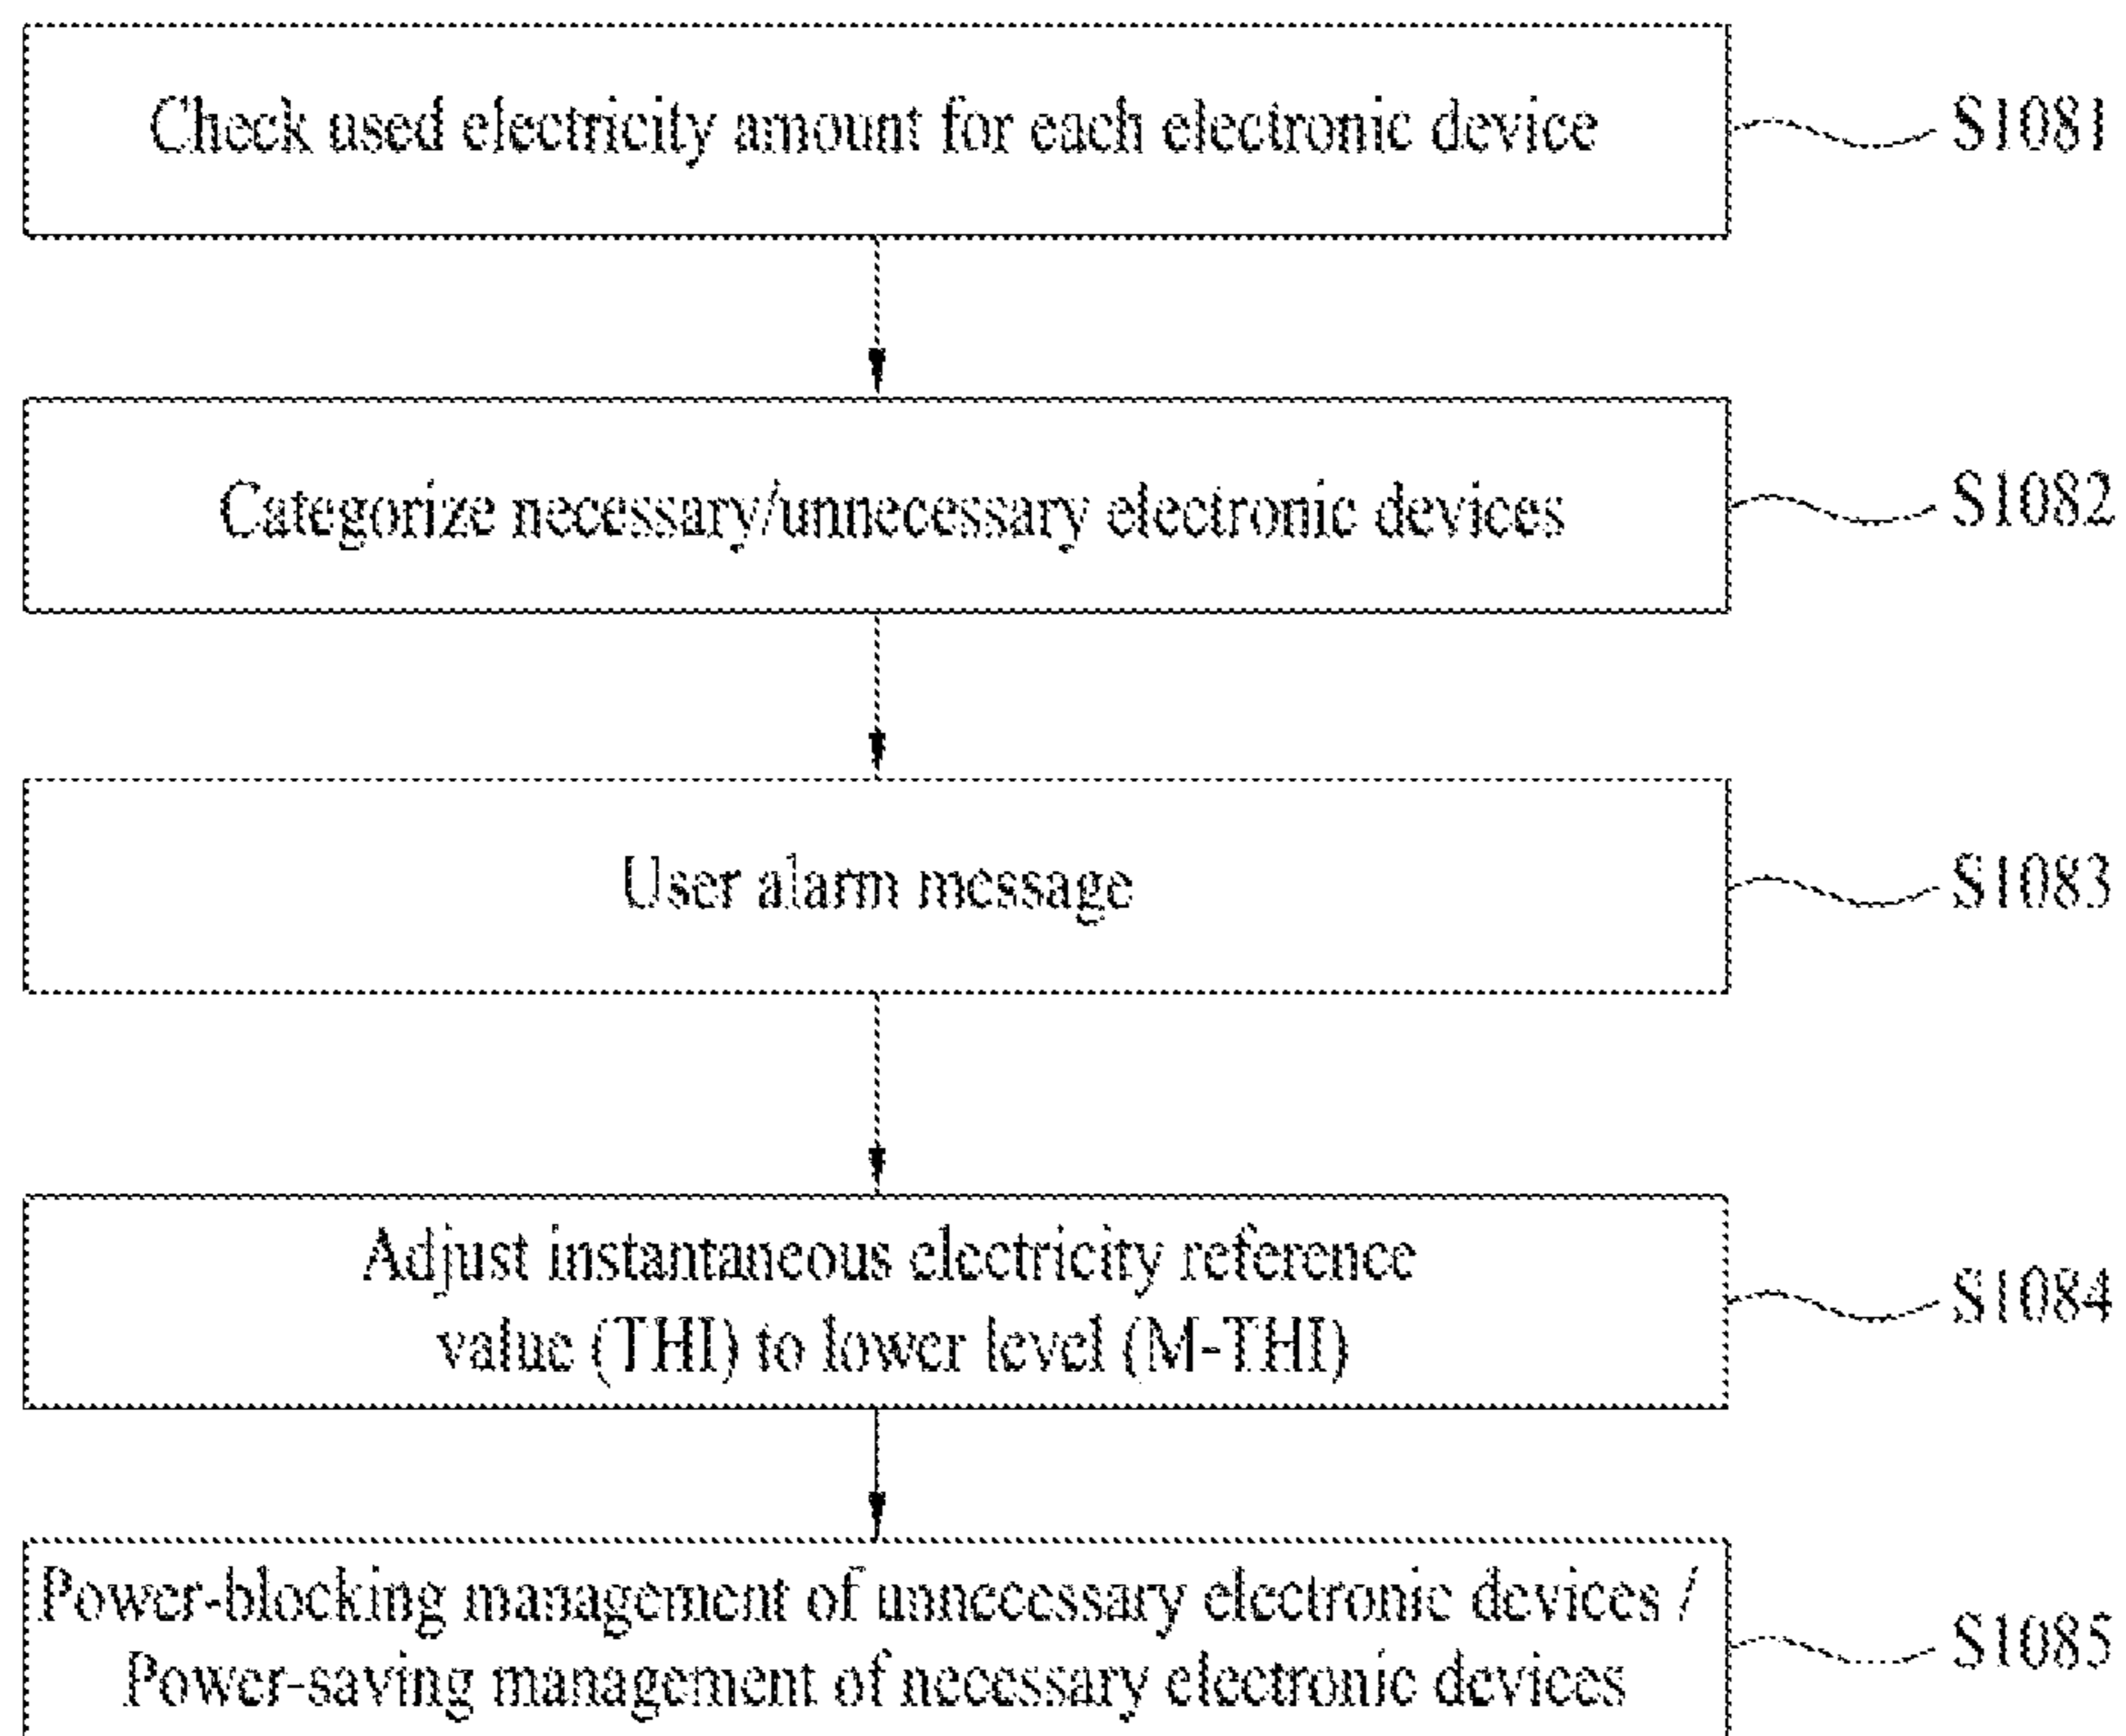 Check used electricity amount for each electronic device
S1081
Categorize necessary/unnecessary electronic devices
S1082
User alarm message
S1083
Adjust instantaneous electricity reference
value (THI) to lower level (M-THI)
S1084
Power-blocking management of unnecessary electronic devices /
Power-saving management of necessary electronic devices
S1085